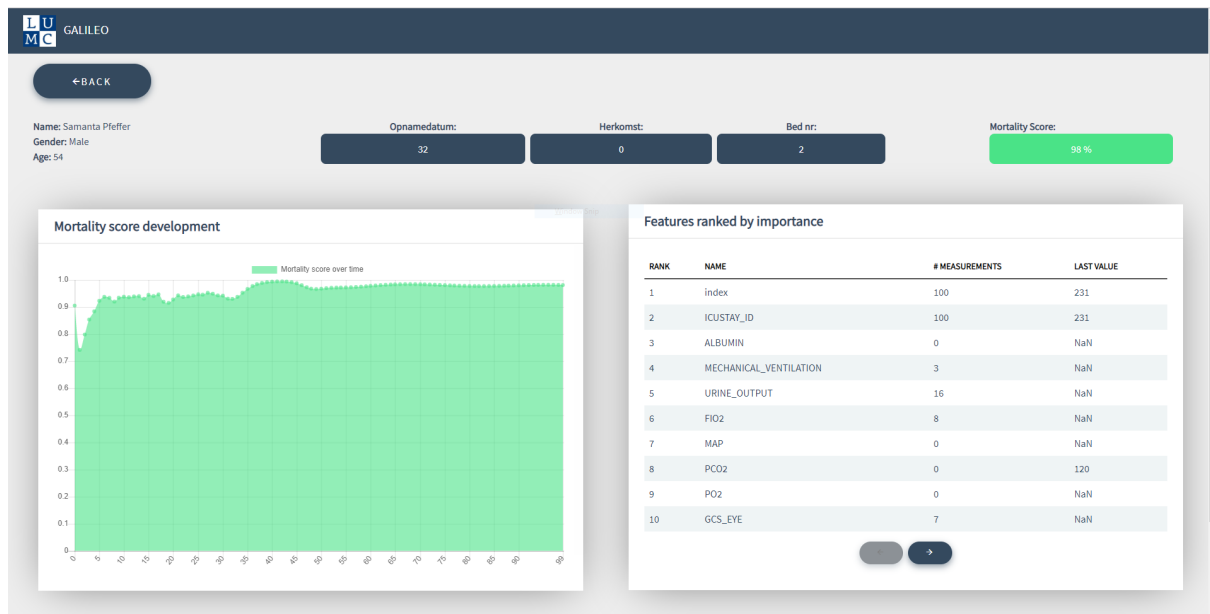 LU
MC
GALILEO
←BACK
Name: Samanta Pfeffer
Gender: Male
Age: 54
Opnamedatum:
32
Herkomst:
0
Bed nr:
2
Mortality Score:
98 %
Mortality score development
Mortality score over time
1.0
0.9
0.8
0.7
0.6
0.5
0.4
0.3
0.2
0.1
0
0 5 10 15 20 25 30 35 40 45 50 55 60 65 70 75 80 85 90 99
Features ranked by importance
RANK NAME # MEASUREMENTS LAST VALUE
1 index 100 231
2 ICUSTAY_ID 100 231
3 ALBUMIN 0 NaN
4 MECHANICAL_VENTILATION 3 NaN
5 URINE_OUTPUT 16 NaN
6 FIO2 8 NaN
7 MAP 0 NaN
8 PCO2 0 120
9 PO2 0 NaN
10 GCS_EYE 7 NaN
← →